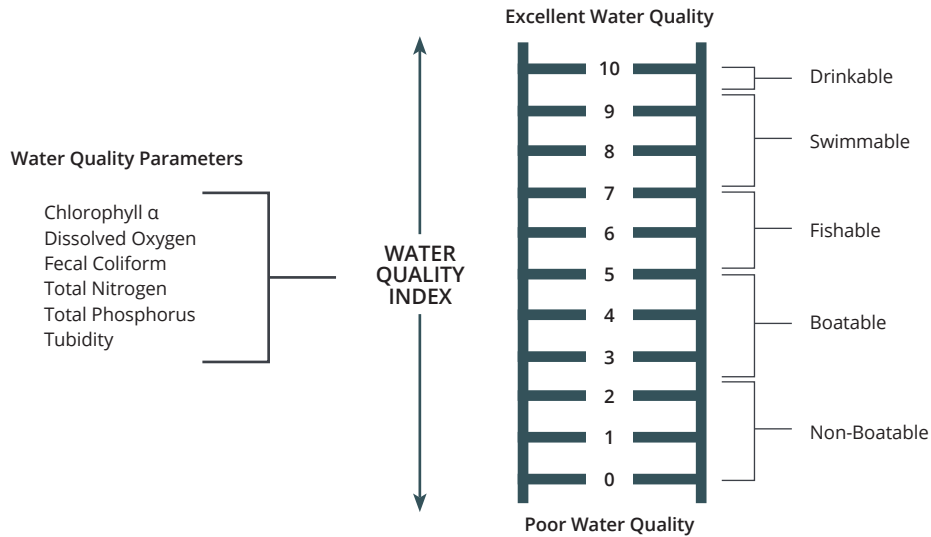 Excellent Water Quality
10
9
8
7
6
5
4
3
2
1
0
Poor Water Quality
Drinkable
Swimmable
Fishable
Boatable
Non-Boatable
Water Quality Parameters
Chlorophyll α
Dissolved Oxygen
Fecal Coliform
Total Nitrogen
Total Phosphorus
Tubidity
WATER
QUALITY
INDEX